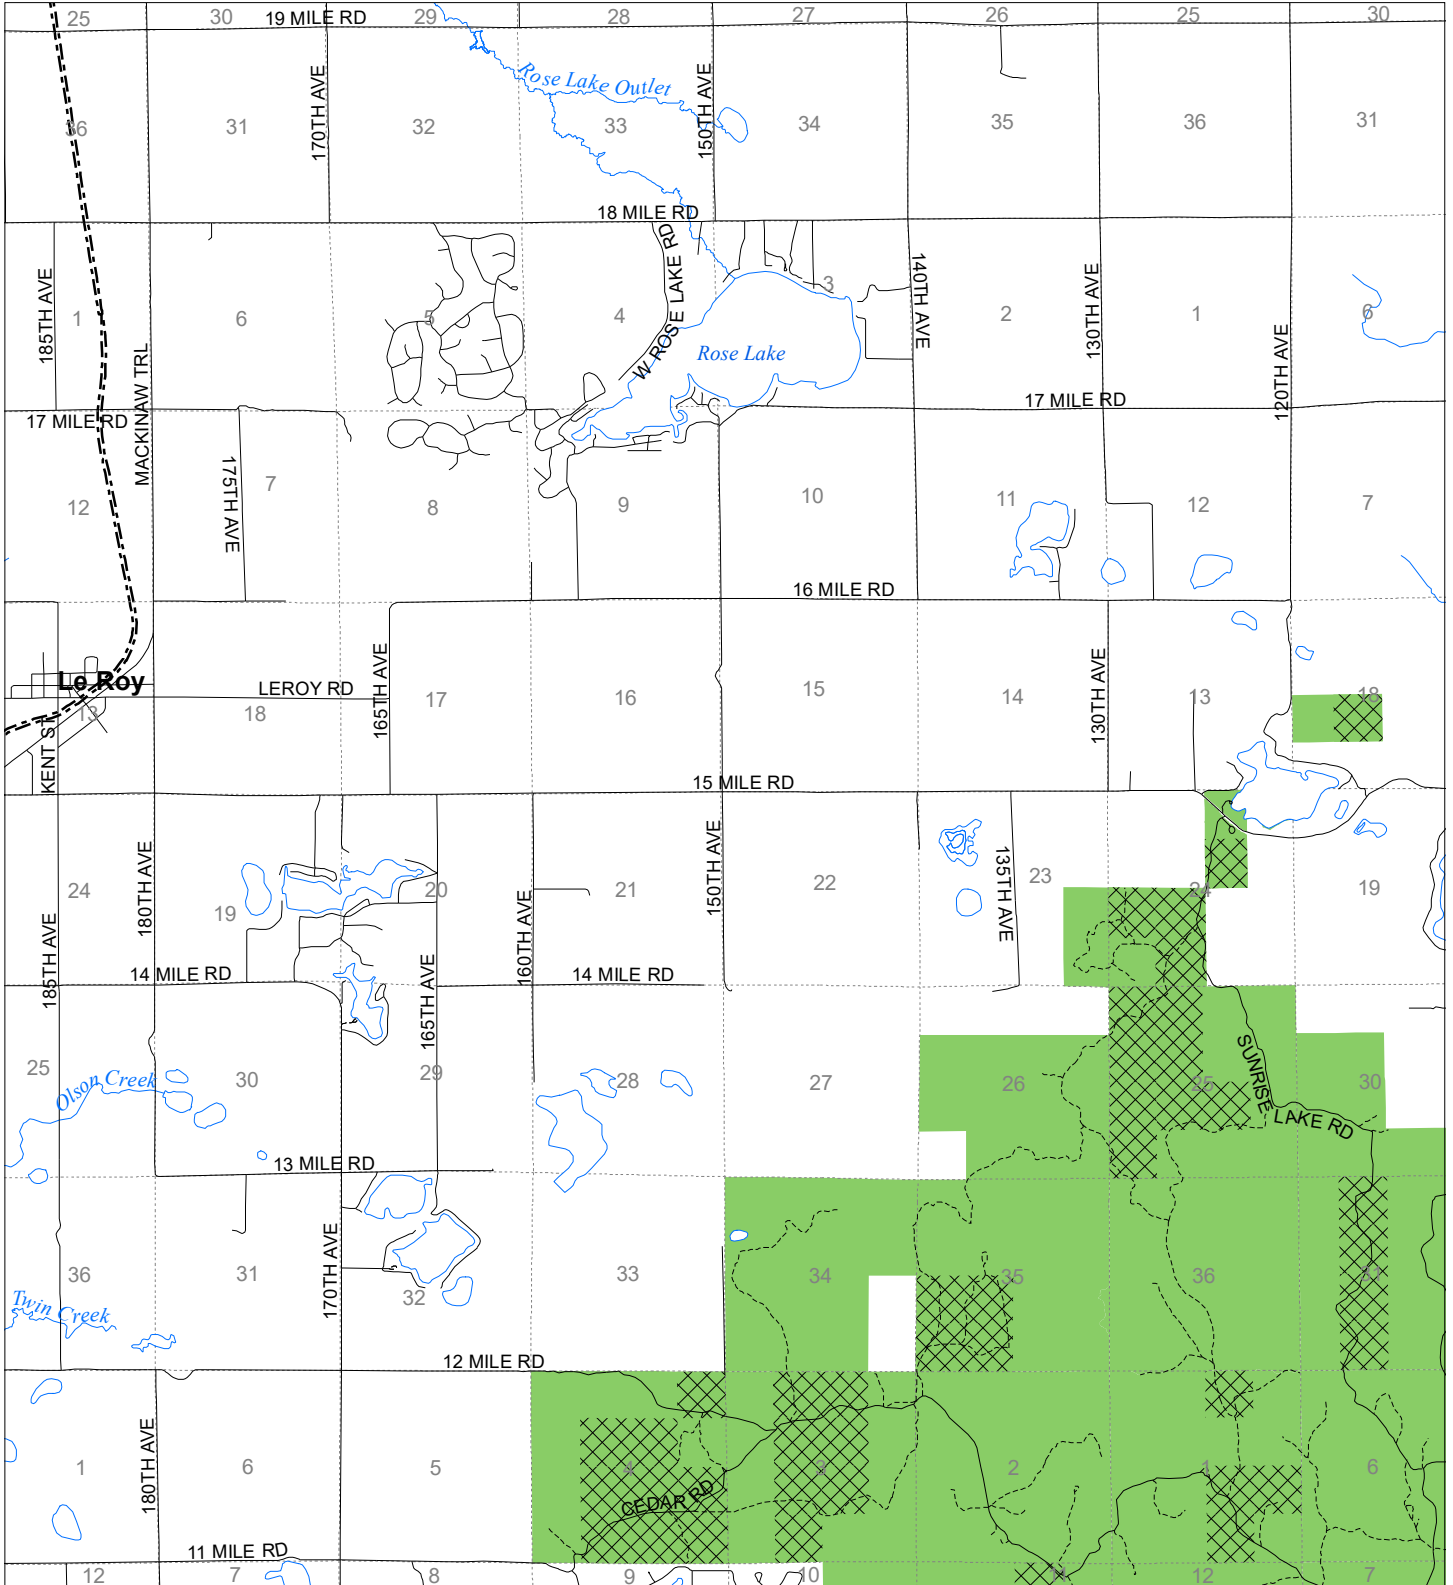 25 30 19 MILE RD 29 28 27 26 25 30
Rose Lake Outlet
170TH AVE
150TH AVE
36 31 32 33 34 35 36 31
18 MILE RD
W ROSE LAKE RD
185TH AVE
MACKINAW TRL
140TH AVE
130TH AVE
120TH AVE
1 6 5 4 3 2 1 6
Rose Lake
17 MILE RD
17 MILE RD
175TH AVE
12 7 8 9 10 11 12 7
16 MILE RD
Le Roy
LEROY RD
165TH AVE
130TH AVE
KENT ST
13 18 17 16 15 14 13 18
15 MILE RD
180TH AVE
150TH AVE
135TH AVE
24 19 20 21 22 23 24 19
185TH AVE
160TH AVE
14 MILE RD
14 MILE RD
165TH AVE
SUNRISE LAKE RD
25 30 29 28 27 26 25 30
Olson Creek
13 MILE RD
170TH AVE
36 31 32 33 34 35 36 31
Twin Creek
12 MILE RD
180TH AVE
1 6 5 4 3 2 1 6
CEDAR RD
11 MILE RD
12 7 8 9 10 11 12 7